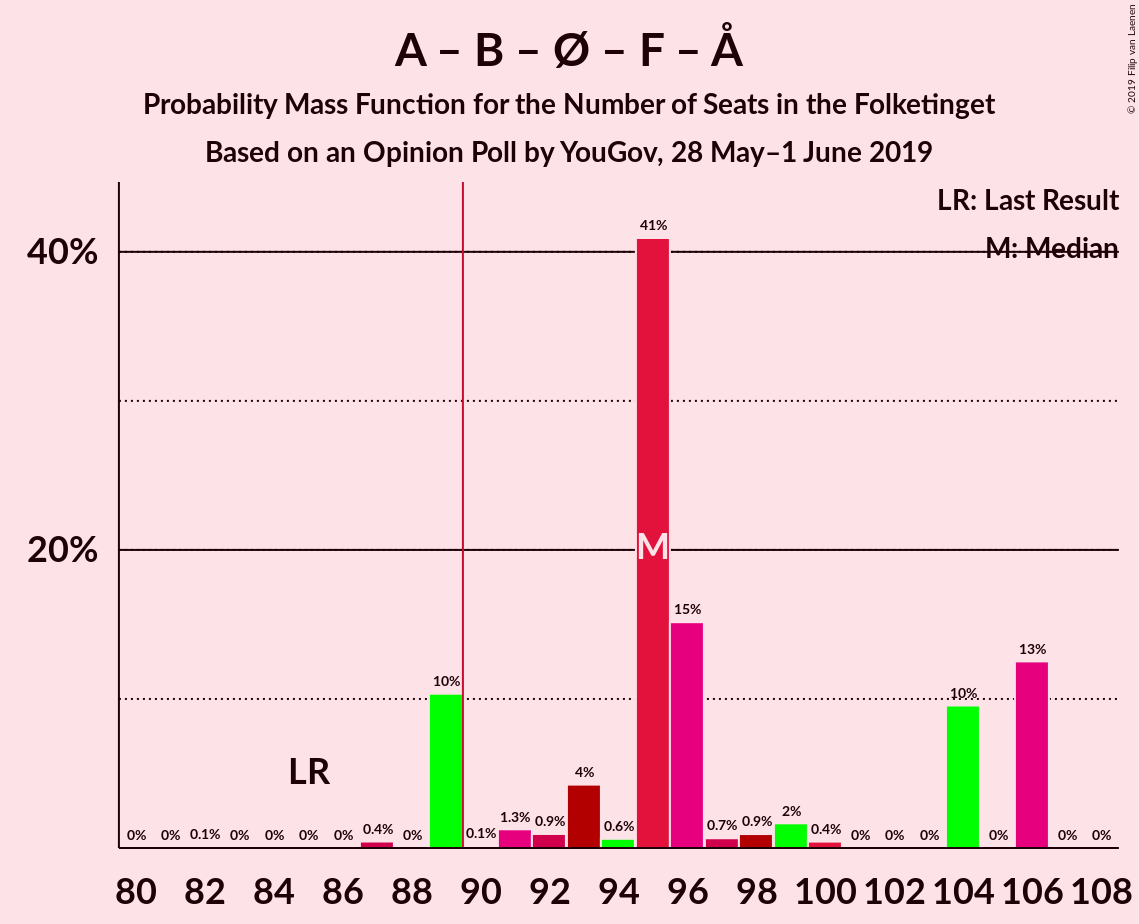 A – B – Ø – F – Å
Probability Mass Function for the Number of Seats in the Folketinget
Based on an Opinion Poll by YouGov, 28 May–1 June 2019
© 2019 Filip van Laenen
LR: Last Result
M: Median
40%
20%
0% 0% 0.1% 0% 0% 0% 0% 0.4% 0% 10% 0.1% 1.3% 0.9% 4% 0.6% 41% 15% 0.7% 0.9% 2% 0.4% 0% 0% 0% 10% 0% 13% 0% 0%
LR
M
80 82 84 86 88 90 92 94 96 98 100 102 104 106 108